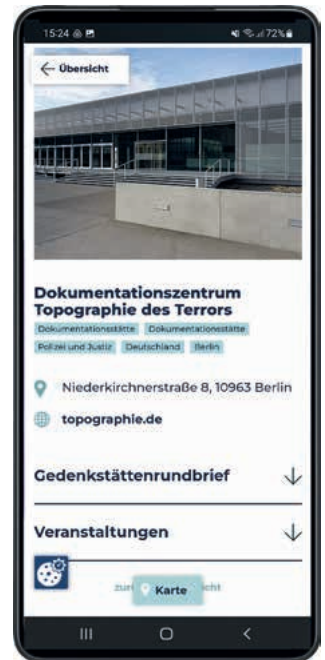 15:24
72%
← Übersicht
Dokumentationszentrum
Topographie des Terrors
Dokumentationsstätte Dokumentationsstätte
Polizei und Justiz Deutschland Berlin
Niederkirchnerstraße 8, 10963 Berlin
topographie.de
Gedenkstättenrundbrief
Veranstaltungen
Karte